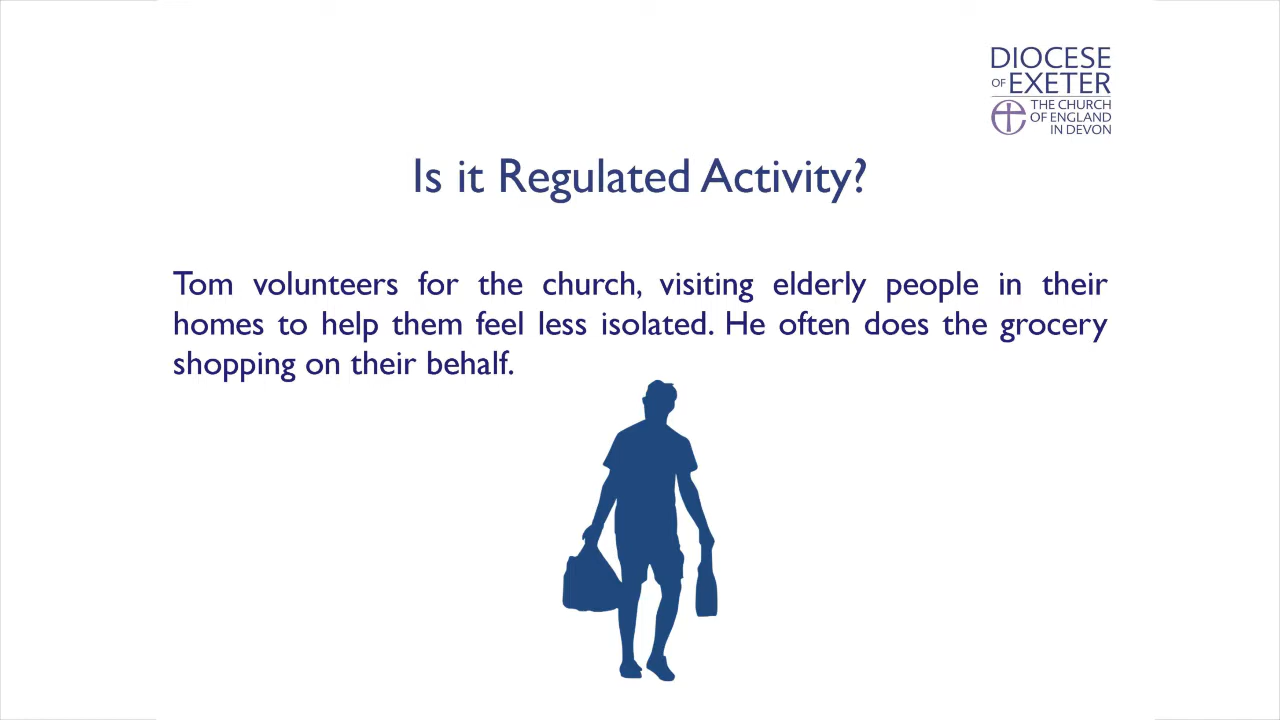 DIOCESE
OF EXETER
THE CHURCH
OF ENGLAND
IN DEVON
Is it Regulated Activity?
Tom volunteers for the church, visiting elderly people in their
homes to help them feel less isolated. He often does the grocery
shopping on their behalf.